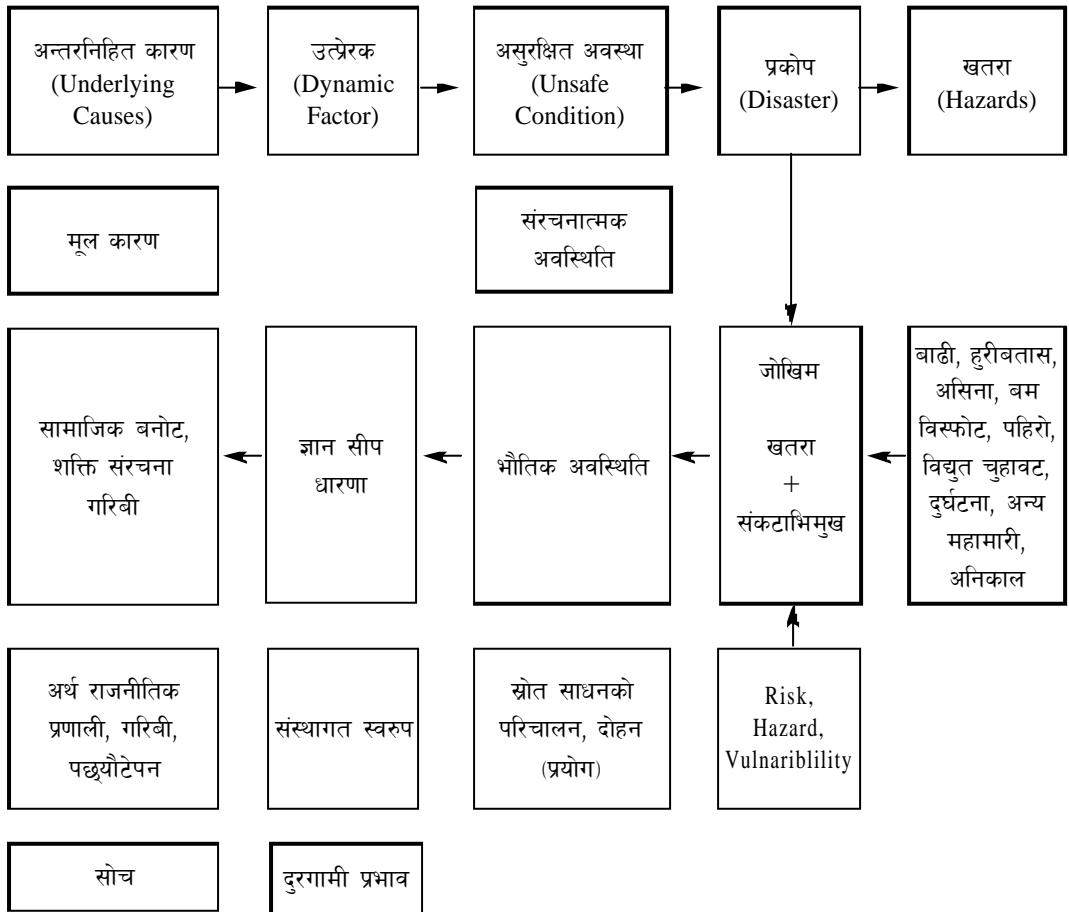 अन्तरनिहित कारण
(Underlying
Causes)
उत्प्रेरक
(Dynamic
Factor)
असुरक्षित अवस्था
(Unsafe
Condition)
प्रकोप
(Disaster)
खतरा
(Hazards)
मूल कारण
संरचनात्मक
अवस्थिति
सामाजिक बनोट,
शक्ति संरचना
गरिबी
ज्ञान सीप
धारणा
भौतिक अवस्थिति
जोखिम
खतरा
+
संकटाभिमुख
बाढी, हुरीबतास,
असिना, बम
विस्फोट, पहिरो,
विद्युत चुहावट,
दुर्घटना, अन्य
महामारी,
अनिकाल
अर्थ राजनीतिक
प्रणाली, गरिबी,
पछ्यौटेपन
संस्थागत स्वरुप
स्रोत साधनको
परिचालन, दोहन
(प्रयोग)
Risk,
Hazard,
Vulnariblility
सोच
दुरगामी प्रभाव